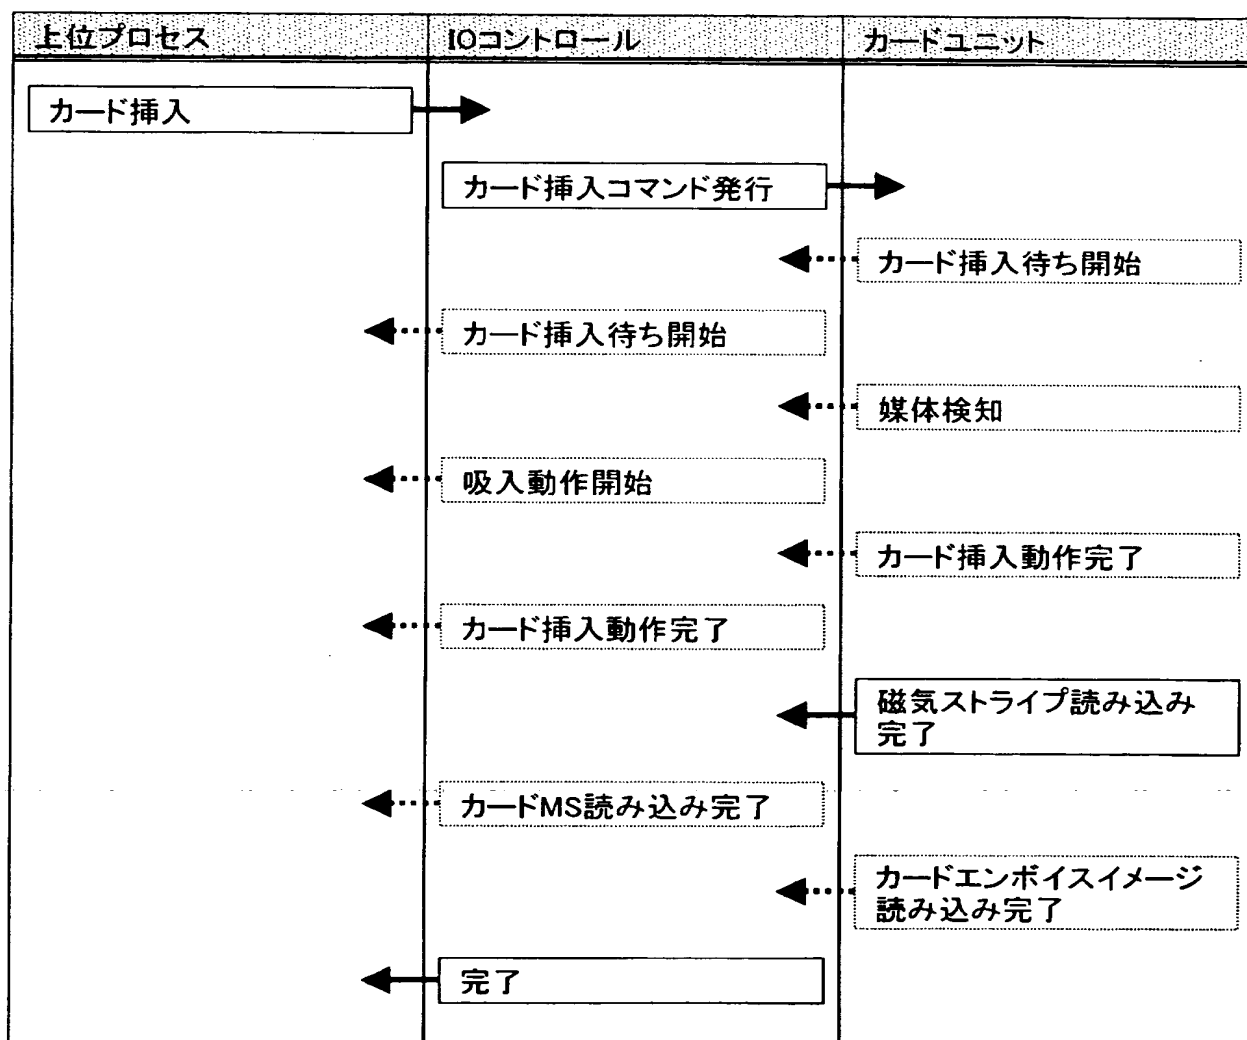 上位プロセス
IOコントロール
カードユニット
カード挿入
カード挿入コマンド発行
カード挿入待ち開始
カード挿入待ち開始
媒体検知
吸入動作開始
カード挿入動作完了
カード挿入動作完了
磁気ストライプ読み込み
完了
カードMS読み込み完了
カードエンボイスイメージ
読み込み完了
完了